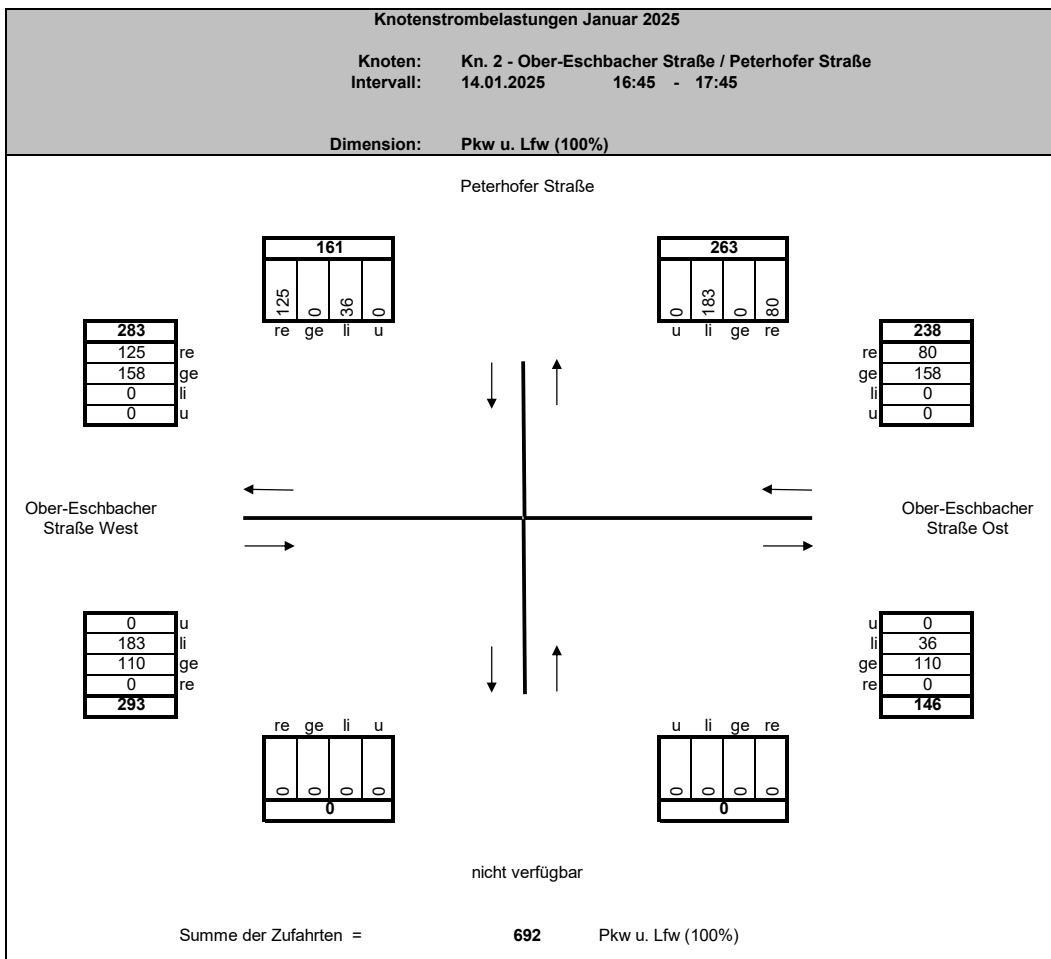 Knotenstrombelastungen Januar 2025
Knoten: Kn. 2 - Ober-Eschbacher Straße / Peterhofer Straße
Intervall: 14.01.2025 16:45 - 17:45
Dimension: Pkw u. Lfw (100%)
Peterhofer Straße
161
125 0 36 0
re ge li u
263
0 183 0 80
u li ge re
283
125 re
158 ge
0 li
0 u
238
re 80
ge 158
li 0
u 0
Ober-Eschbacher
Straße West
Ober-Eschbacher
Straße Ost
0 u
183 li
110 ge
0 re
293
u 0
li 36
ge 110
re 0
146
re ge li u
0 0 0 0
0
u li ge re
0 0 0 0
0
nicht verfügbar
Summe der Zufahrten = 692 Pkw u. Lfw (100%)